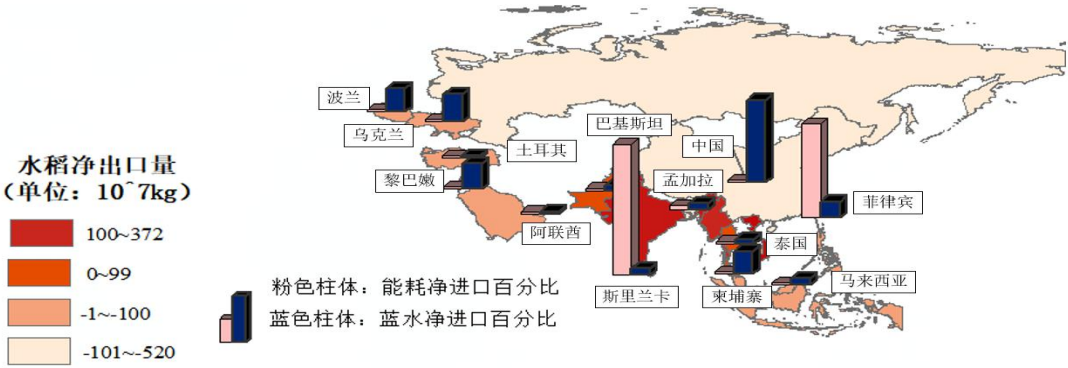 波兰
乌克兰
巴基斯坦
土耳其
中国
水稻净出口量
(单位: 10^7kg)
黎巴嫩
孟加拉
菲律宾
100~372
阿联酋
泰国
0~99
粉色柱体: 能耗净进口百分比
斯里兰卡
柬埔寨
马来西亚
-1~-100
蓝色柱体: 蓝水净进口百分比
-101~-520